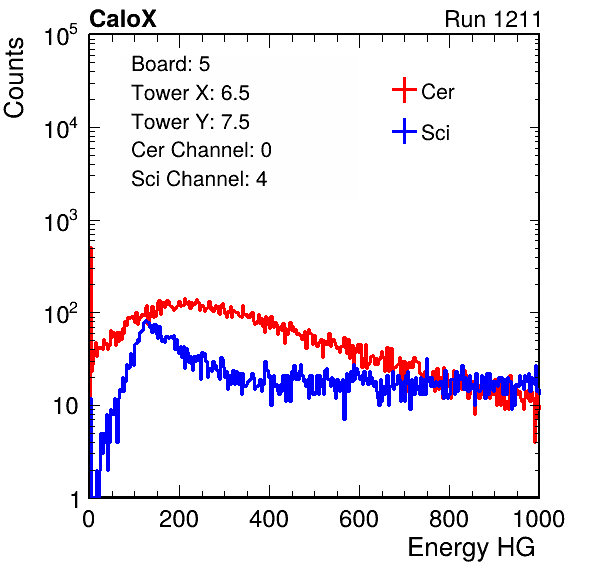 CaloX Run 1211
Counts
10^5
10^4
10^3
10^2
10
1
Board: 5
Tower X: 6.5
Tower Y: 7.5
Cer Channel: 0
Sci Channel: 4
Cer
Sci
0 200 400 600 800 1000
Energy HG